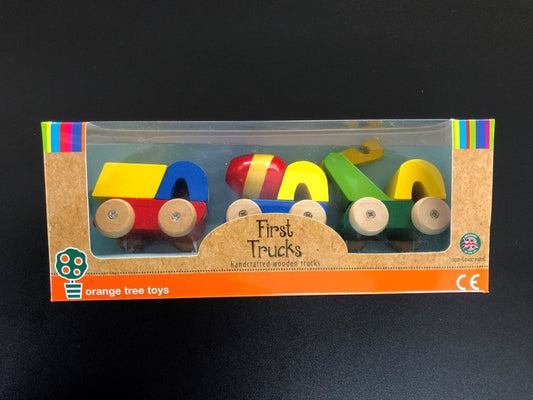 First
Trucks
handcrafted wooden trucks
orange tree toys
CE